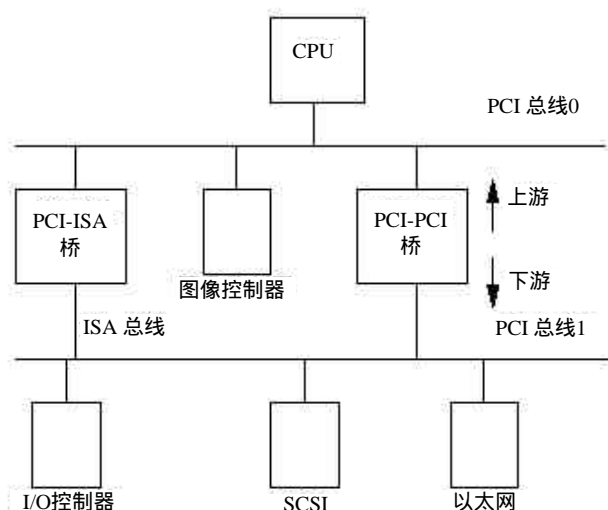 CPU
PCI 总线0
PCI-ISA
桥
PCI-PCI
桥
上游
下游
图像控制器
ISA 总线
PCI 总线1
I/O控制器
SCSI
以太网